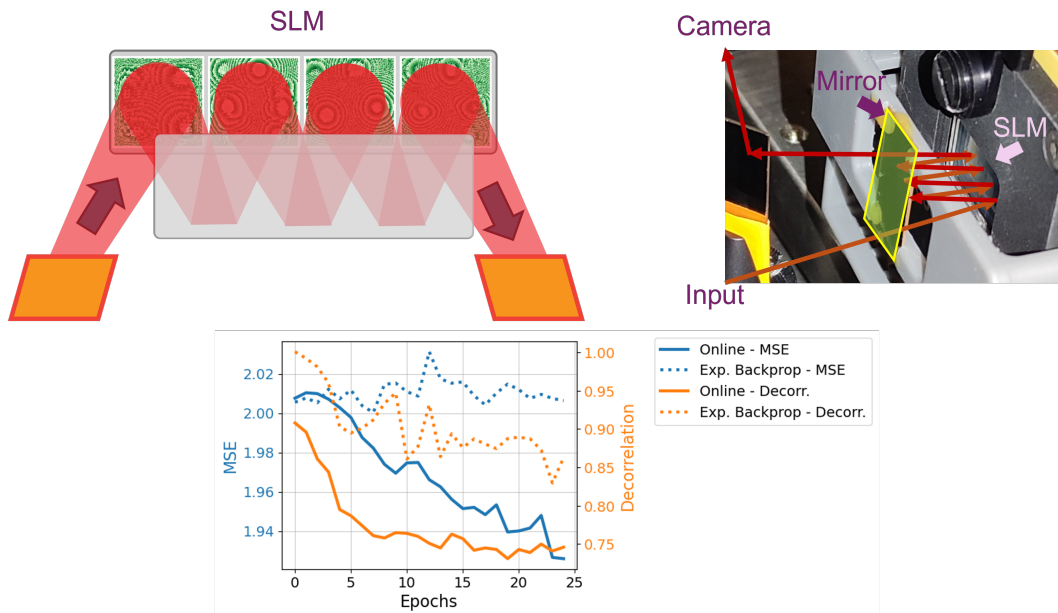 SLM
Camera
Mirror
SLM
Input
Online - MSE
Exp. Backprop - MSE
Online - Decorr.
Exp. Backprop - Decorr.
MSE
2.02
2.00
1.98
1.96
1.94
1.00
0.95
0.90
0.85
0.80
0.75
Decorrelation
0 5 10 15 20 25
Epochs